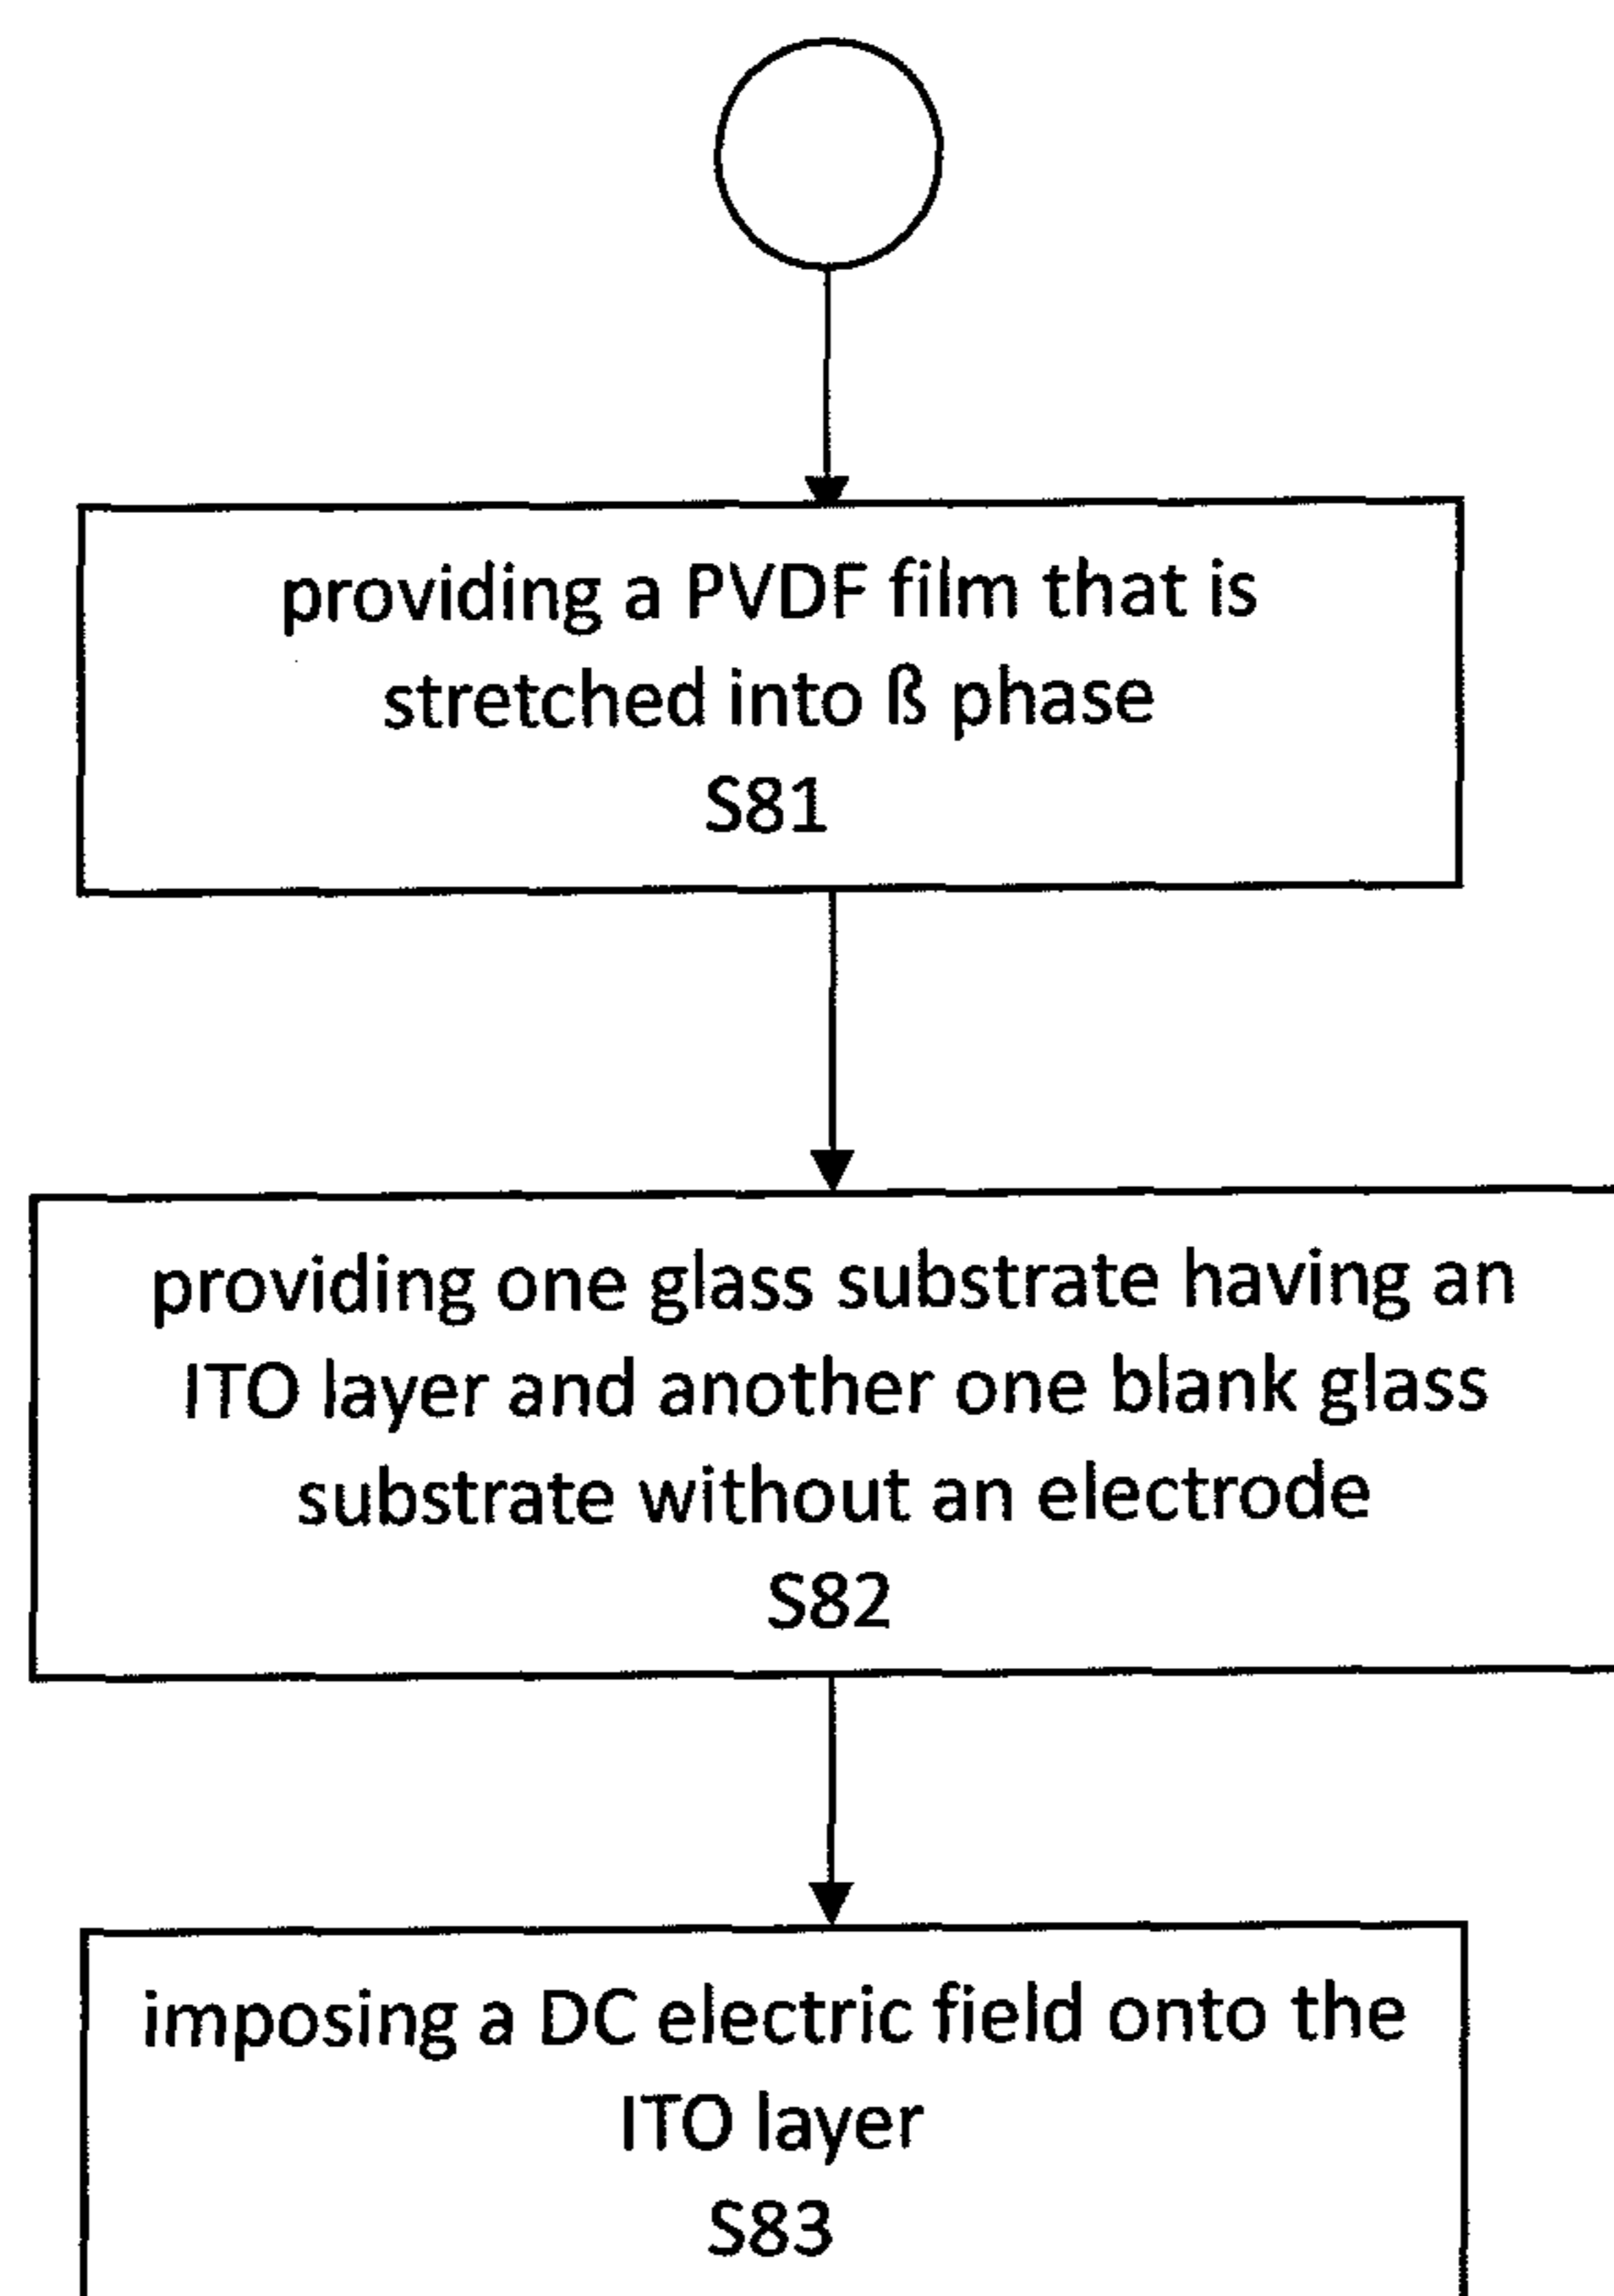 providing a PVDF film that is
stretched into ß phase
S81
providing one glass substrate having an
ITO layer and another one blank glass
substrate without an electrode
S82
imposing a DC electric field onto the
ITO layer
S83